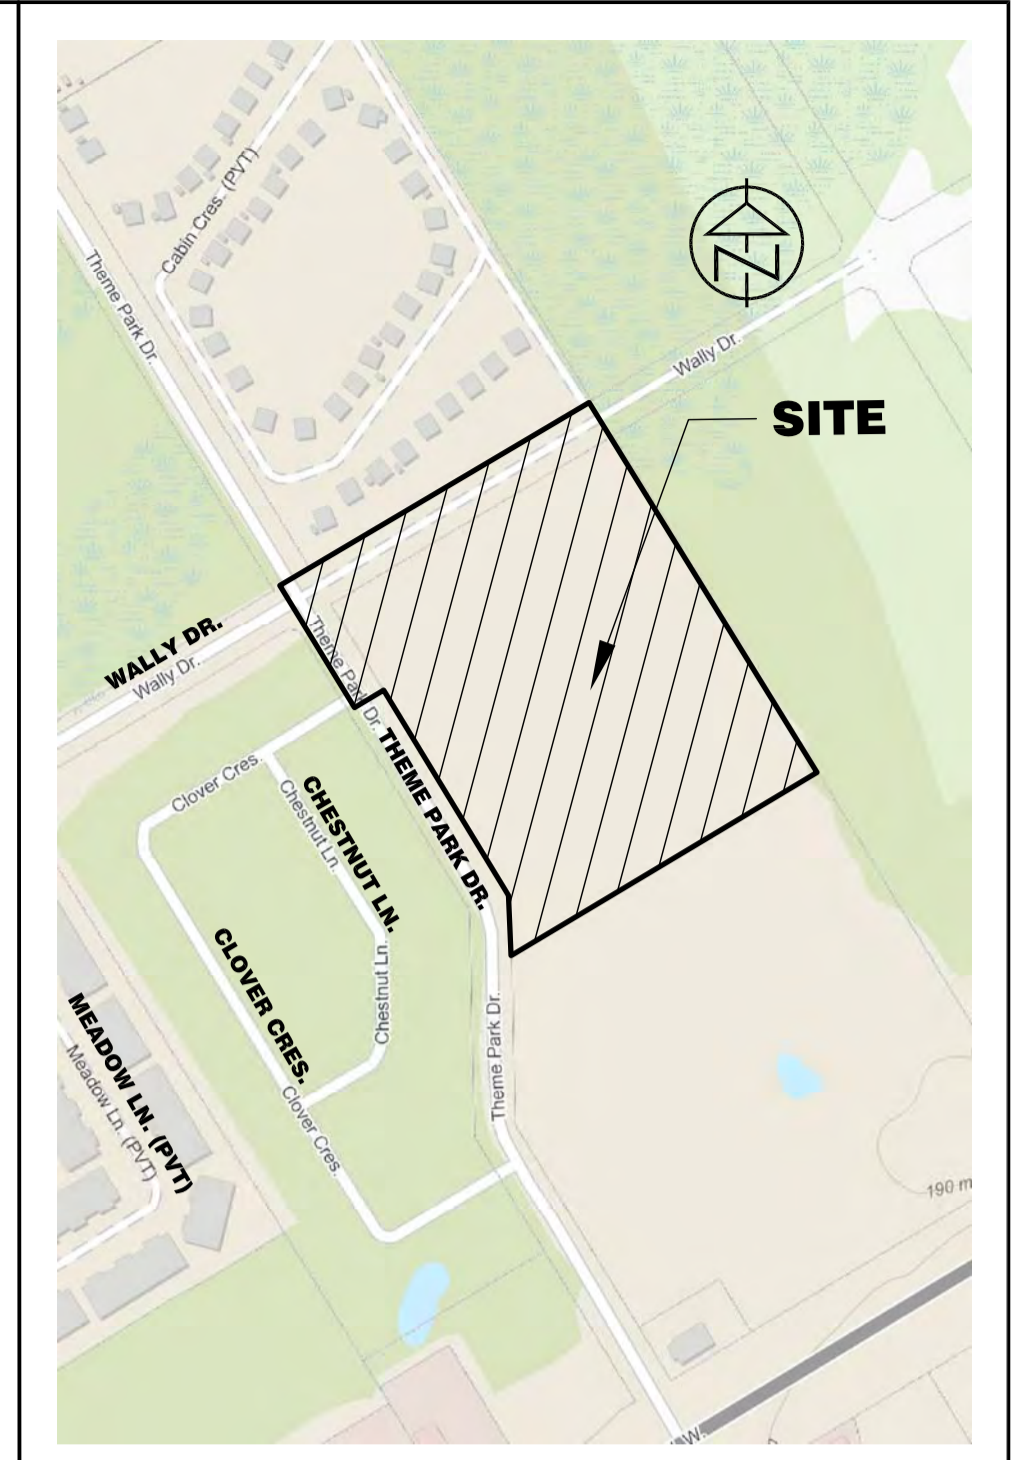 Cabin Cres. (PVT)
Theme Park Dr.
Wally Dr.
SITE
WALLY DR.
Wally Dr.
Theme Park Dr.
THEME PARK DR.
Clover Cres.
CHESTNUT LN.
Chestnut Ln.
CLOVER CRES.
Chestnut Ln.
MEADOW LN. (PVT)
Meadow Ln. (PVT)
Theme Park Dr.
Clover Cres.
190 m
W.